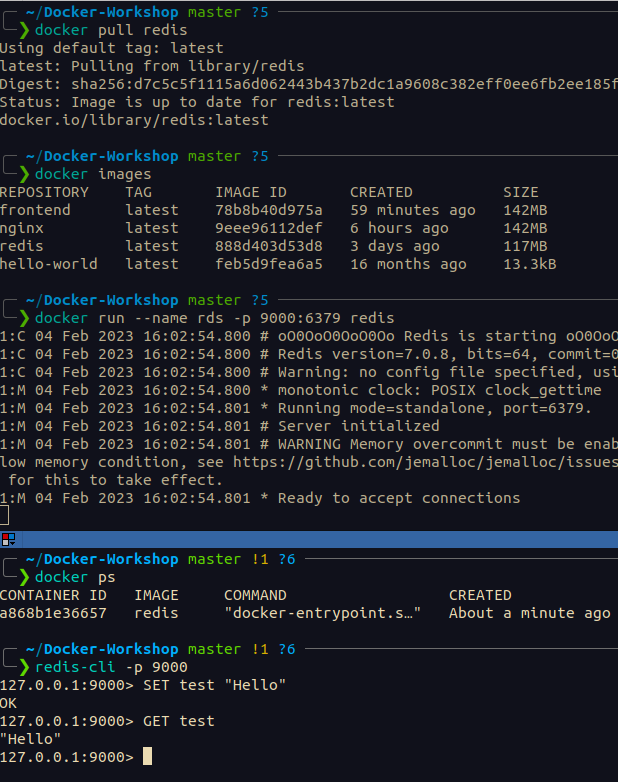 ~/Docker-Workshop master ?5
❯ docker pull redis
Using default tag: latest
latest: Pulling from library/redis
Digest: sha256:d7c5c5f1115a6d062443b437b2dc1a9608c382eff0ee6fb2ee185f
Status: Image is up to date for redis:latest
docker.io/library/redis:latest
~/Docker-Workshop master ?5
❯ docker images
REPOSITORY    TAG       IMAGE ID       CREATED          SIZE
frontend      latest    78b8b40d975a   59 minutes ago   142MB
nginx         latest    9eee96112def   6 hours ago      142MB
redis         latest    888d403d53d8   3 days ago       117MB
hello-world   latest    feb5d9fea6a5   16 months ago    13.3kB
~/Docker-Workshop master ?5
❯ docker run --name rds -p 9000:6379 redis
1:C 04 Feb 2023 16:02:54.800 # oO0OoO0OoO0Oo Redis is starting oO0OoO
1:C 04 Feb 2023 16:02:54.800 # Redis version=7.0.8, bits=64, commit=0
1:C 04 Feb 2023 16:02:54.800 # Warning: no config file specified, usi
1:M 04 Feb 2023 16:02:54.800 * monotonic clock: POSIX clock_gettime
1:M 04 Feb 2023 16:02:54.801 * Running mode=standalone, port=6379.
1:M 04 Feb 2023 16:02:54.801 # Server initialized
1:M 04 Feb 2023 16:02:54.801 # WARNING Memory overcommit must be enab
low memory condition, see https://github.com/jemalloc/jemalloc/issues
for this to take effect.
1:M 04 Feb 2023 16:02:54.801 * Ready to accept connections
~/Docker-Workshop master !1 ?6
❯ docker ps
CONTAINER ID   IMAGE     COMMAND                  CREATED
a868b1e36657   redis     "docker-entrypoint.s…"   About a minute ago
~/Docker-Workshop master !1 ?6
❯ redis-cli -p 9000
127.0.0.1:9000> SET test "Hello"
OK
127.0.0.1:9000> GET test
"Hello"
127.0.0.1:9000>